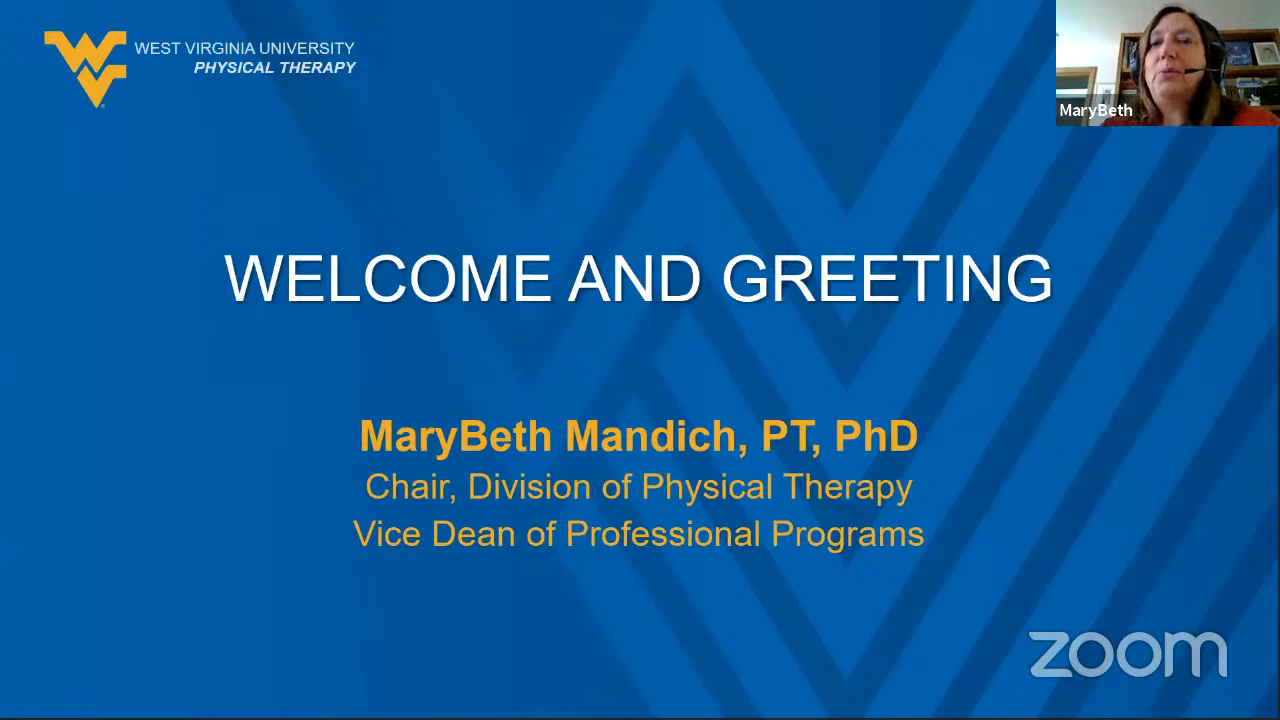 WEST VIRGINIA UNIVERSITY
PHYSICAL THERAPY
MaryBeth
WELCOME AND GREETING
MaryBeth Mandich, PT, PhD
Chair, Division of Physical Therapy
Vice Dean of Professional Programs
zoom